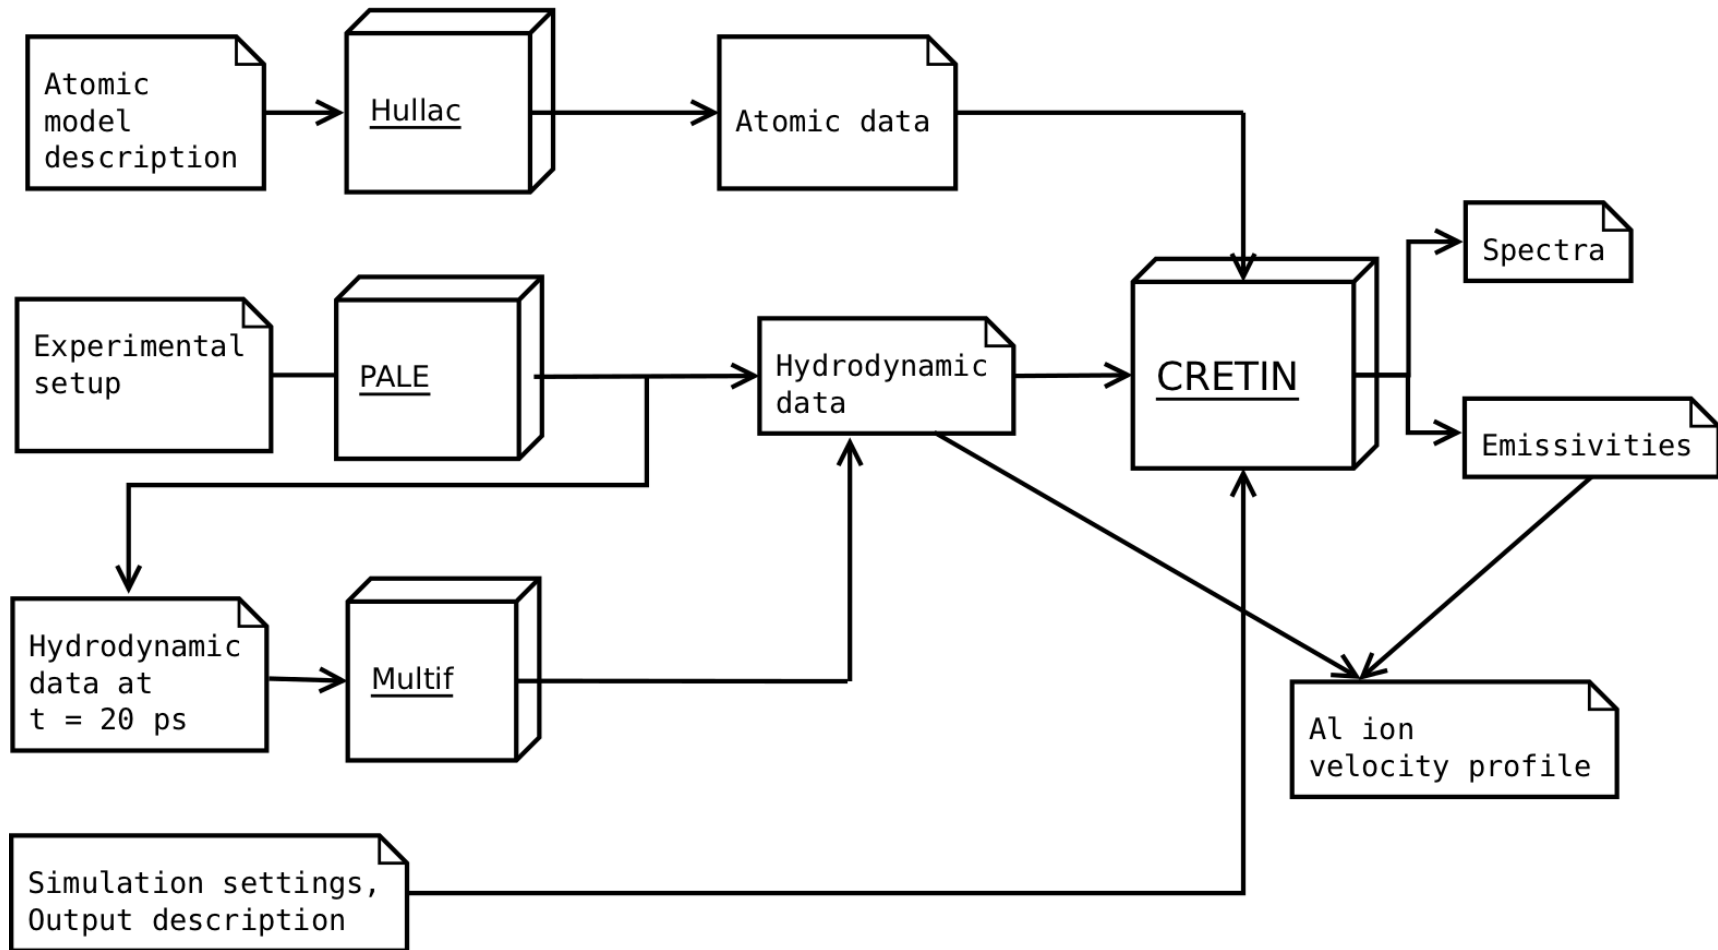 Atomic
model
description
Hullac
Atomic data
Spectra
Experimental
setup
PALE
Hydrodynamic
data
CRETIN
Emissivities
Hydrodynamic
data at
t = 20 ps
Multif
Al ion
velocity profile
Simulation settings,
Output description